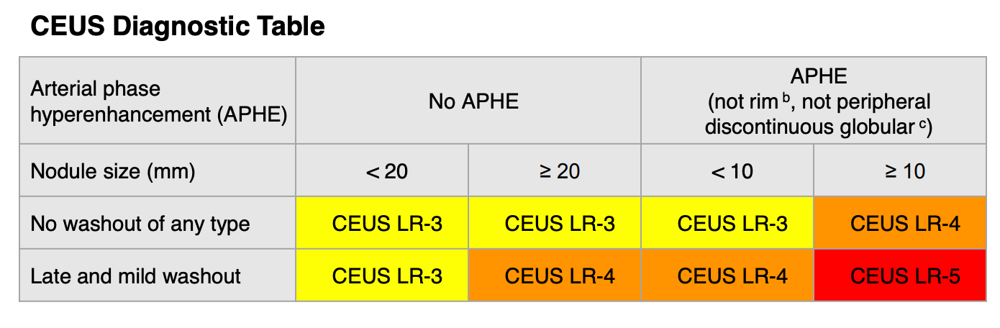 CEUS Diagnostic Table
Arterial phase
hyperenhancement (APHE)
No APHE
APHE
(not rim b, not peripheral
discontinuous globular c)
Nodule size (mm)
< 20
≥ 20
< 10
≥ 10
No washout of any type
CEUS LR-3
CEUS LR-3
CEUS LR-3
CEUS LR-4
Late and mild washout
CEUS LR-3
CEUS LR-4
CEUS LR-4
CEUS LR-5